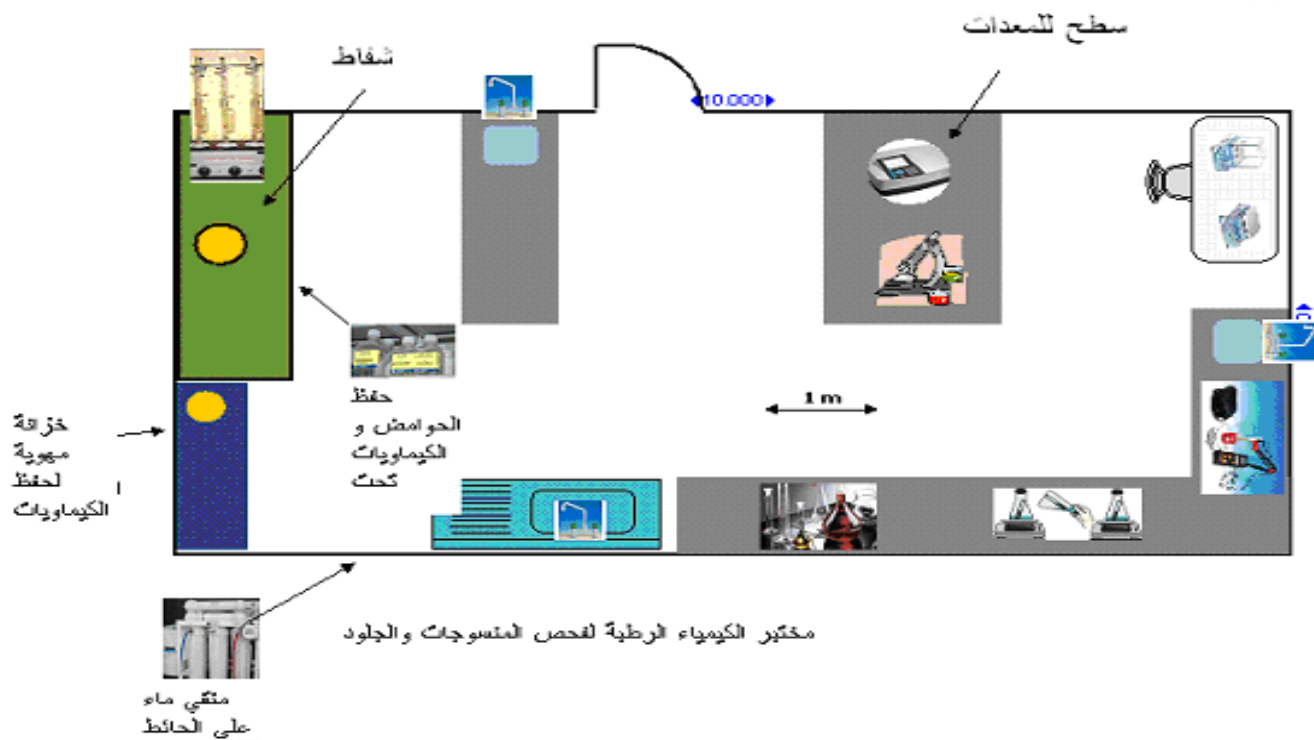 سطح للمعدات
شفاط
10.000
حفظ
الحوامض و
الكيماويات
تحت
1 m
خزانة
مهوية
لحفظ
الكيماويات
مختبر الكيمياء الرطبة لفحص المنسوجات والجلود
منقي ماء
على الحائط